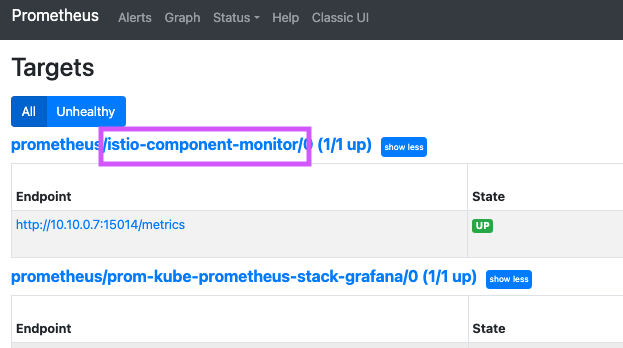 Prometheus Alerts Graph Status Help Classic UI
Targets
All Unhealthy
prometheus/istio-component-monitor/0 (1/1 up) show less
Endpoint State
http://10.10.0.7:15014/metrics UP
prometheus/prom-kube-prometheus-stack-grafana/0 (1/1 up) show less
Endpoint State